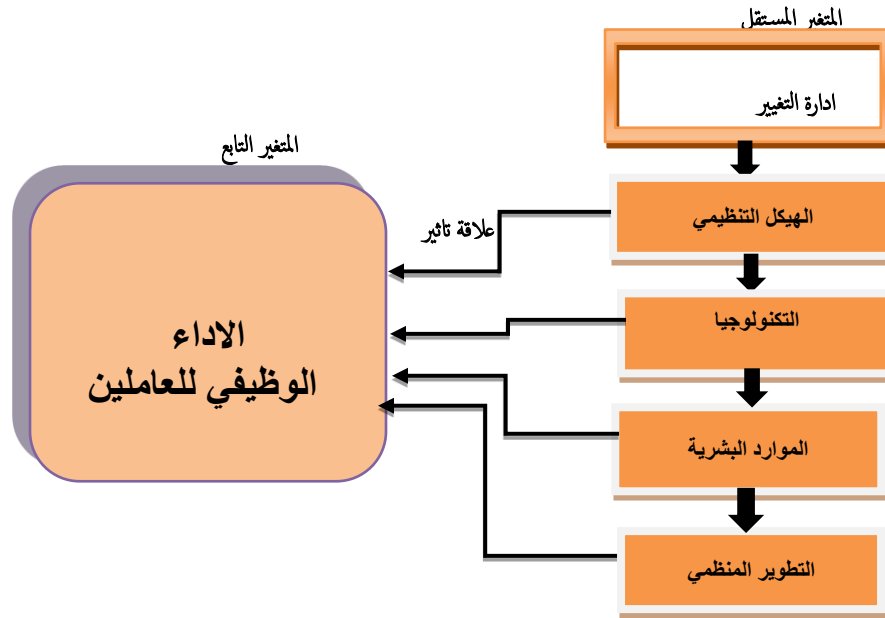 المتغير المستقل
ادارة التغيير
المتغير التابع
الهيكل التنظيمي
علاقة تاثير
التكنولوجيا
الاداء
الوظيفي للعاملين
الموارد البشرية
التطوير المنظمي